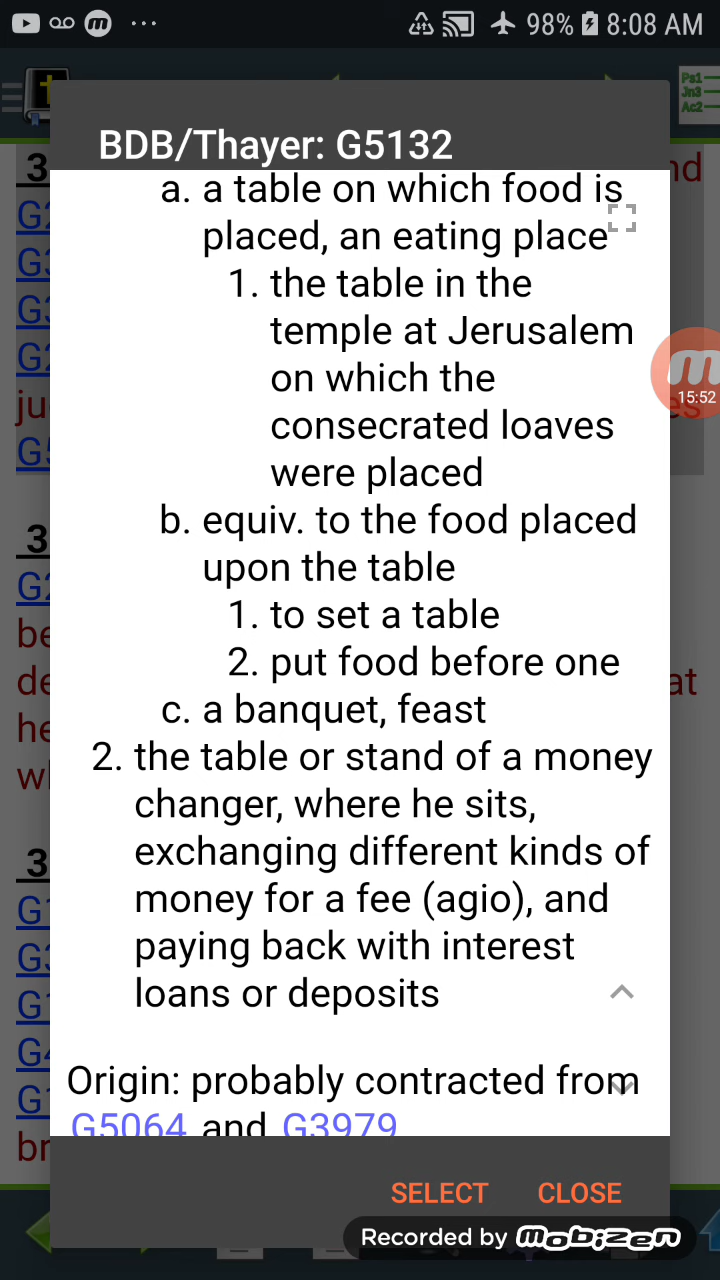 98% 8:08 AM
Ps1
Jn3
Ac2
BDB/Thayer: G5132
3
a. a table on which food is
placed, an eating place
1. the table in the
temple at Jerusalem
on which the
consecrated loaves
were placed
15:52
b. equiv. to the food placed
upon the table
1. to set a table
2. put food before one
c. a banquet, feast
2. the table or stand of a money
changer, where he sits,
exchanging different kinds of
money for a fee (agio), and
paying back with interest
loans or deposits
Origin: probably contracted from
G5064 and G3979
SELECT CLOSE
Recorded by Mobizen